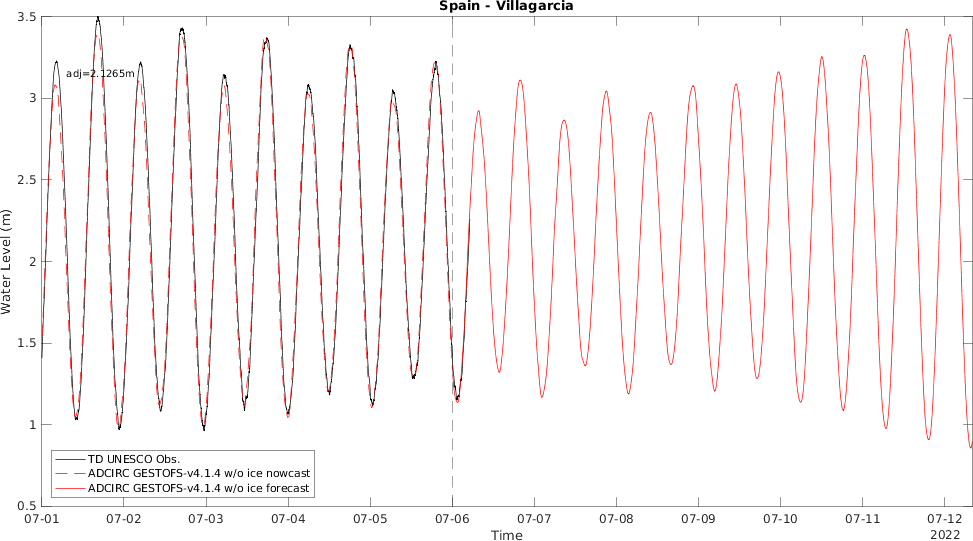 Spain - Villagarcia
3.5
3
2.5
2
1.5
1
0.5
Water Level (m)
adj=2.1265m
TD UNESCO Obs.
ADCIRC GESTOFS-v4.1.4 w/o ice nowcast
ADCIRC GESTOFS-v4.1.4 w/o ice forecast
07-01 07-02 07-03 07-04 07-05 07-06 07-07 07-08 07-09 07-10 07-11 07-12
2022
Time